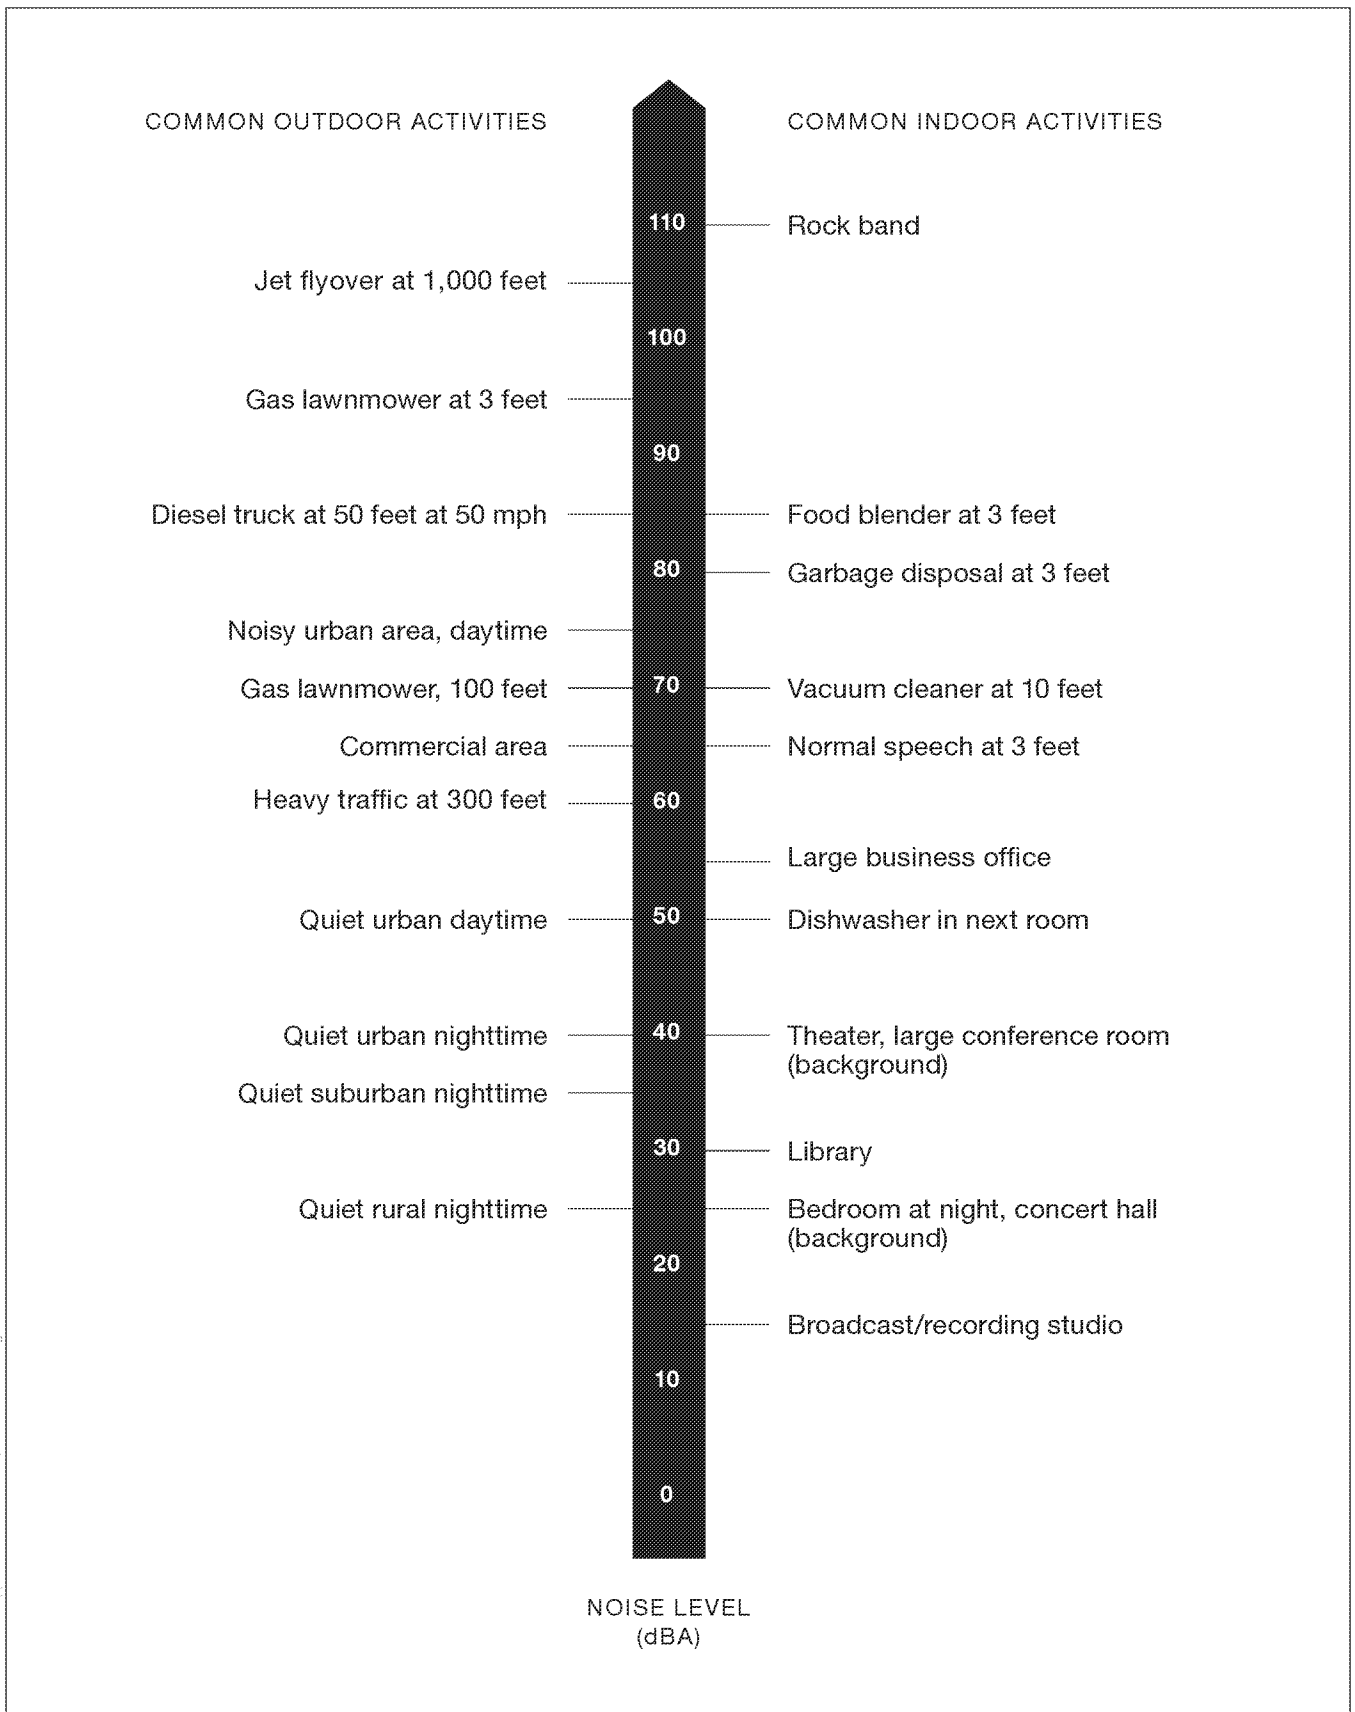 COMMON OUTDOOR ACTIVITIES
COMMON INDOOR ACTIVITIES
110
Rock band
Jet flyover at 1,000 feet
100
Gas lawnmower at 3 feet
90
Diesel truck at 50 feet at 50 mph
Food blender at 3 feet
80
Garbage disposal at 3 feet
Noisy urban area, daytime
Gas lawnmower, 100 feet
70
Vacuum cleaner at 10 feet
Commercial area
Normal speech at 3 feet
Heavy traffic at 300 feet
60
Large business office
Quiet urban daytime
50
Dishwasher in next room
Quiet urban nighttime
40
Theater, large conference room
(background)
Quiet suburban nighttime
30
Library
Quiet rural nighttime
Bedroom at night, concert hall
(background)
20
Broadcast/recording studio
10
0
NOISE LEVEL
(dBA)